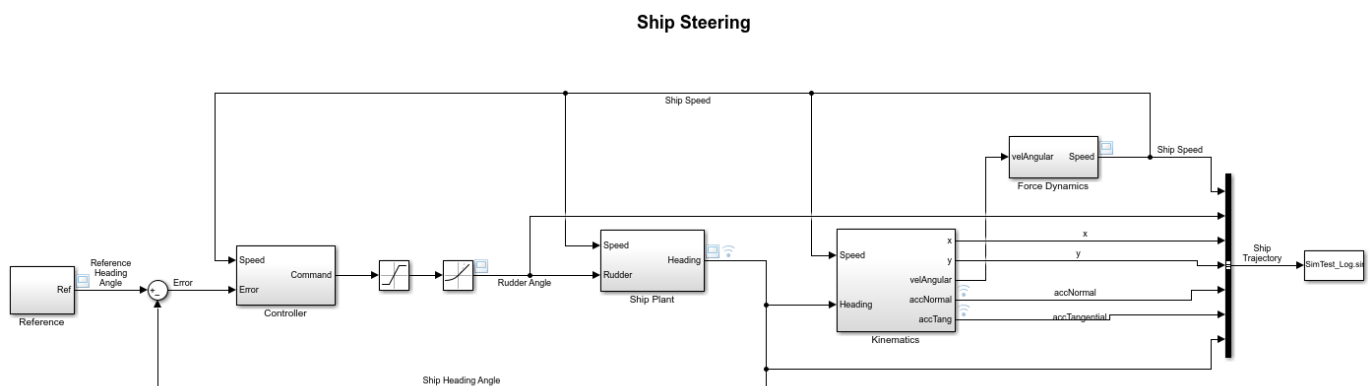 Ship Steering
Ship Speed
velAngular
Speed
Ship Speed
Force Dynamics
Reference
Heading
Angle
Ref
Reference
+
−
Error
Speed
Command
Error
Controller
Rudder Angle
Speed
Heading
Rudder
Ship Plant
Speed
x
y
velAngular
accNormal
Heading
accTang
Kinematics
x
y
accNormal
accTangential
Ship
Trajectory
SimTest_Log.sir
Ship Heading Angle